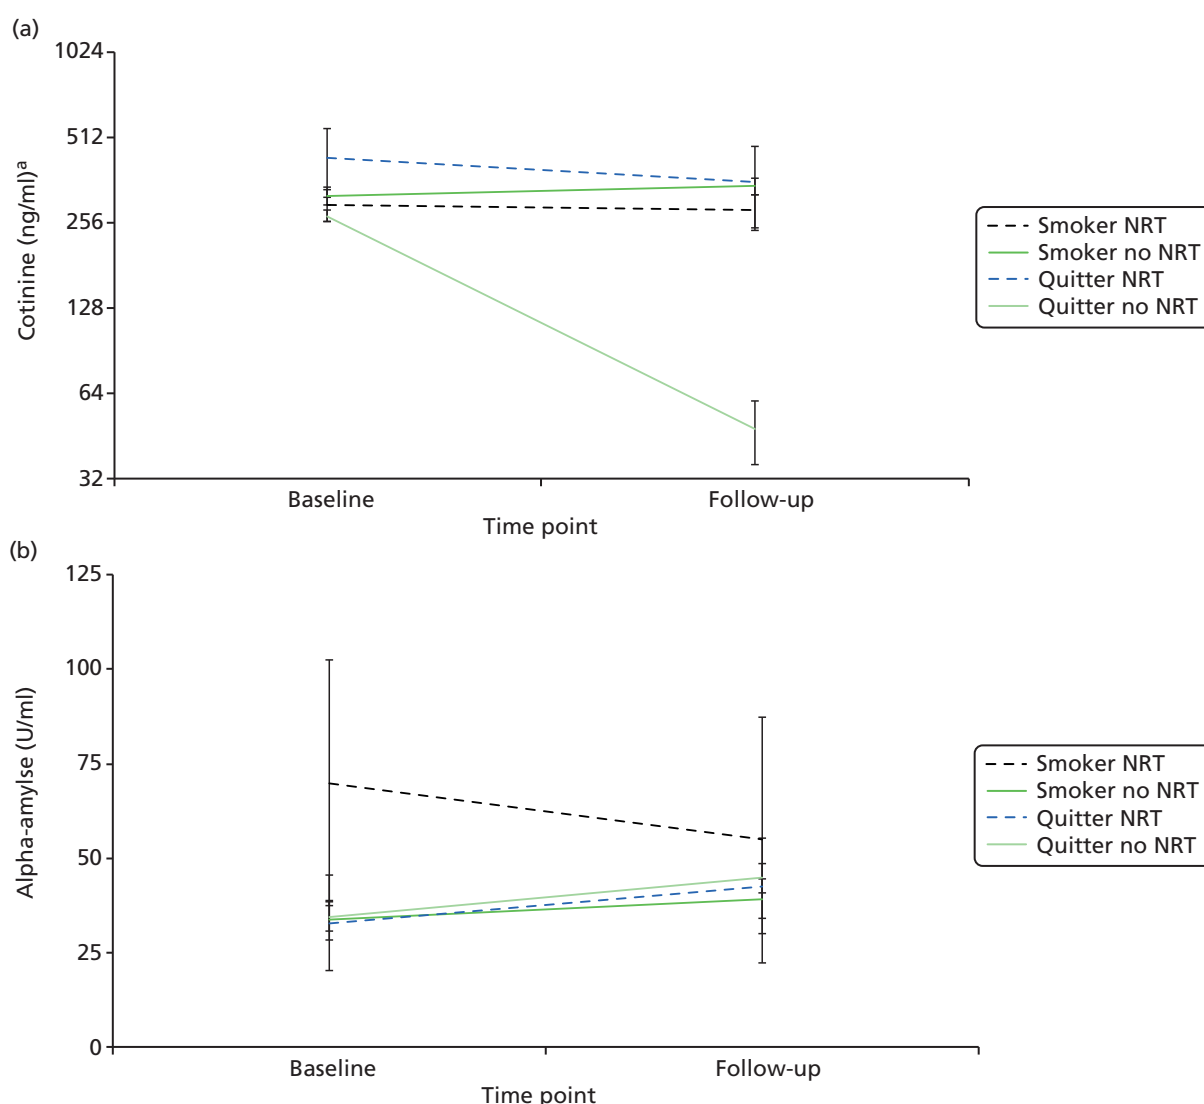 (a)
1024
512
256
128
64
32
Cotinine (ng/ml)a
Baseline
Follow-up
Time point
Smoker NRT
Smoker no NRT
Quitter NRT
Quitter no NRT
(b)
125
100
75
50
25
0
Alpha-amylse (U/ml)
Baseline
Follow-up
Time point
Smoker NRT
Smoker no NRT
Quitter NRT
Quitter no NRT